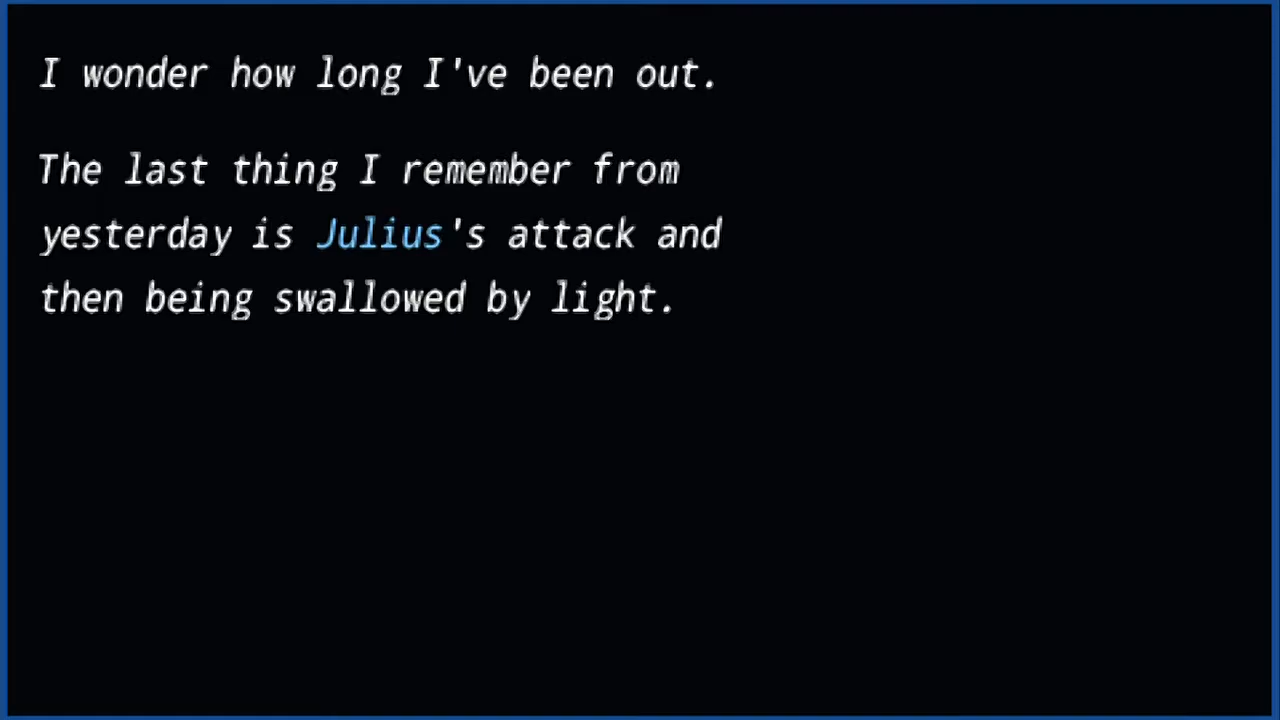 I wonder how long I've been out.
The last thing I remember from
yesterday is Julius's attack and
then being swallowed by light.